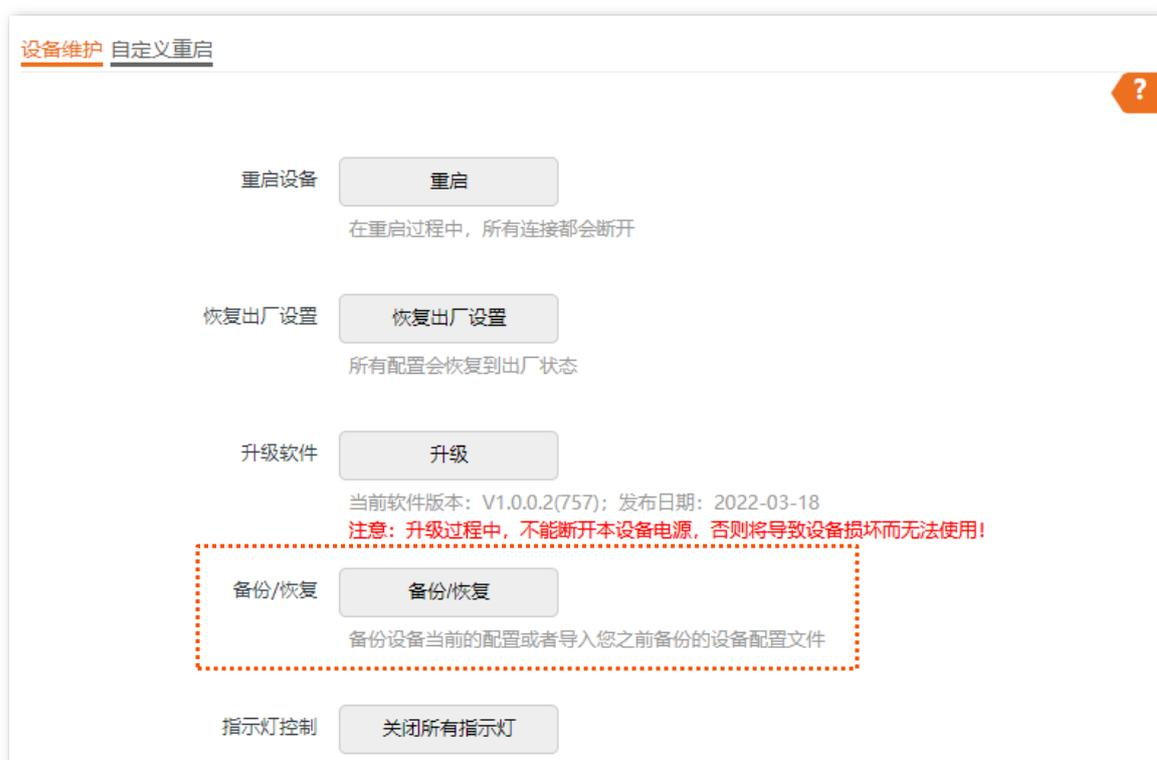 设备维护 自定义重启
?
重启设备 重启
在重启过程中，所有连接都会断开
恢复出厂设置 恢复出厂设置
所有配置会恢复到出厂状态
升级软件 升级
当前软件版本：V1.0.0.2(757)；发布日期：2022-03-18
注意：升级过程中，不能断开本设备电源，否则将导致设备损坏而无法使用！
备份/恢复 备份/恢复
备份设备当前的配置或者导入您之前备份的设备配置文件
指示灯控制 关闭所有指示灯